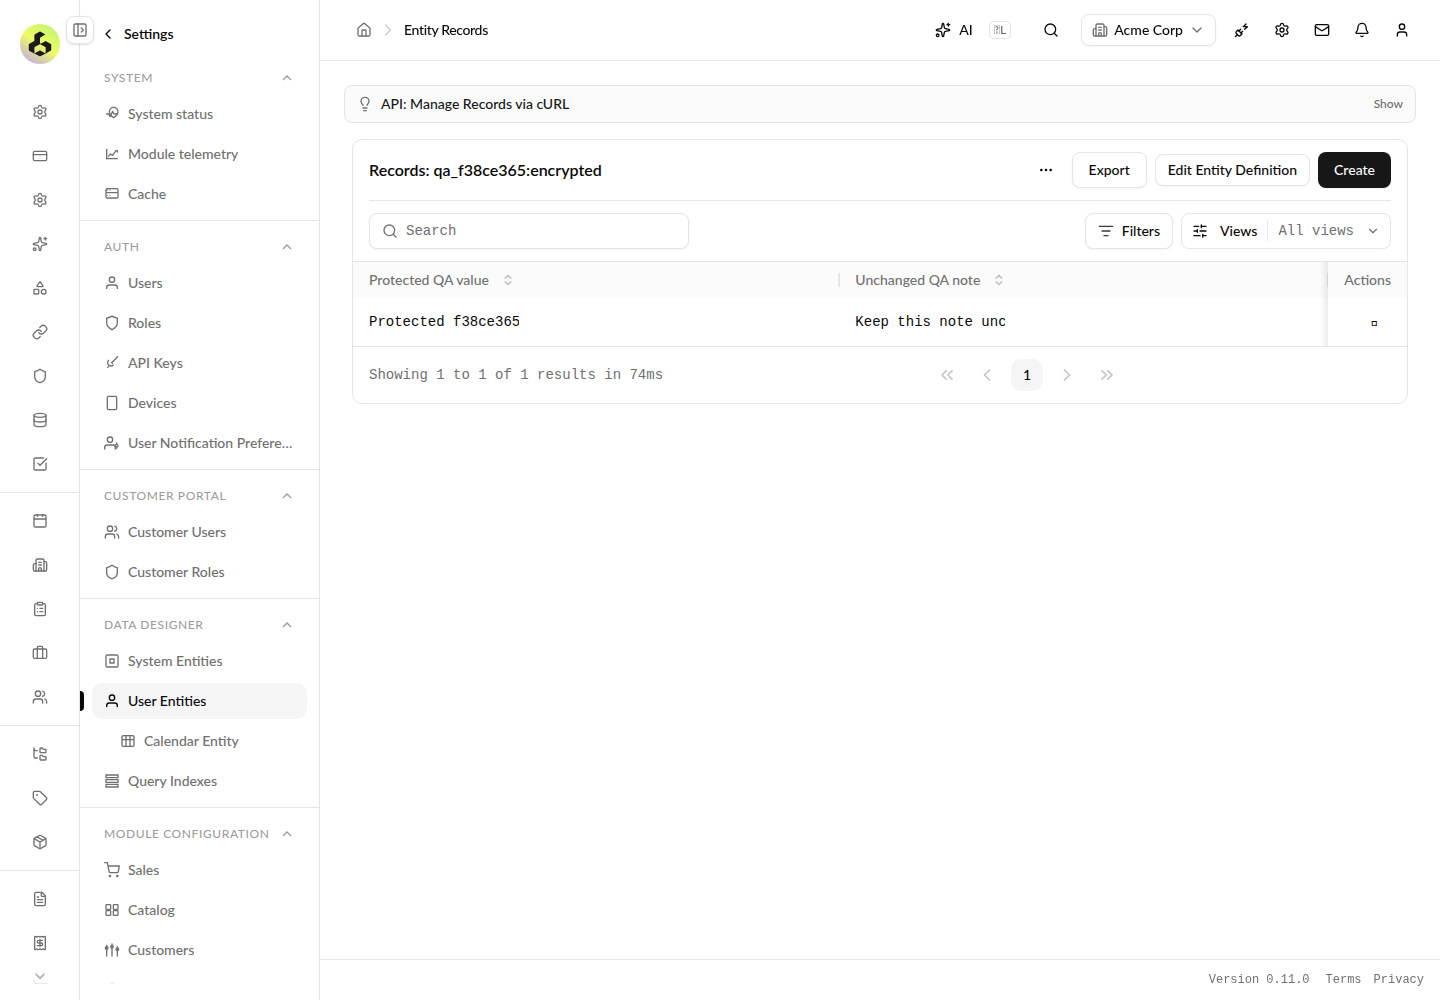 Settings
SYSTEM
System status
Module telemetry
Cache
AUTH
Users
Roles
API Keys
Devices
User Notification Prefere...
CUSTOMER PORTAL
Customer Users
Customer Roles
DATA DESIGNER
System Entities
User Entities
Calendar Entity
Query Indexes
MODULE CONFIGURATION
Sales
Catalog
Customers
Entity Records
AI
L
Acme Corp
API: Manage Records via cURL
Show
Records: qa_f38ce365:encrypted
Export
Edit Entity Definition
Create
Search
Filters
Views
All views
Protected QA value
Unchanged QA note
Actions
Protected f38ce365
Keep this note unc
Showing 1 to 1 of 1 results in 74ms
1
Version 0.11.0
Terms
Privacy